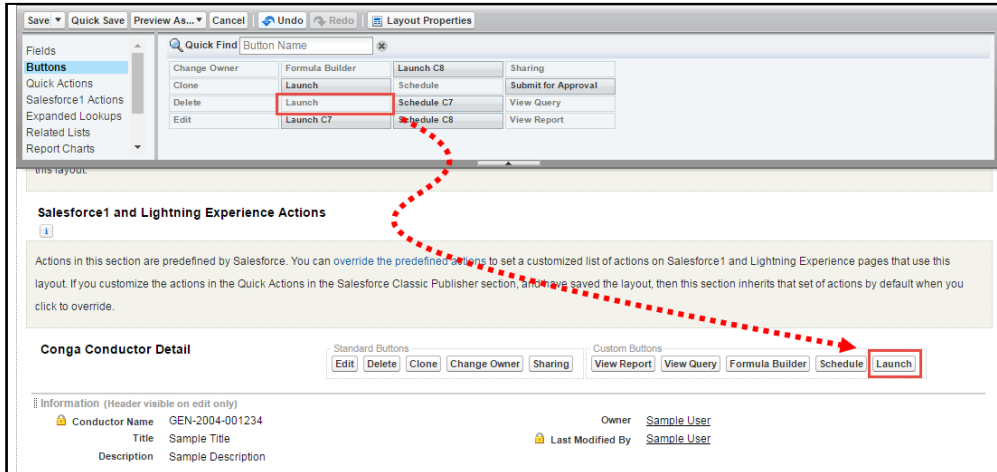 Save Quick Save Preview As... Cancel Undo Redo Layout Properties
Fields
Buttons
Quick Actions
Salesforce1 Actions
Expanded Lookups
Related Lists
Report Charts
Quick Find Button Name
Change Owner Formula Builder Launch C8 Sharing
Clone Launch Schedule Submit for Approval
Delete Launch Schedule C7 View Query
Edit Launch C7 Schedule C8 View Report
this layout.
Salesforce1 and Lightning Experience Actions
i
Actions in this section are predefined by Salesforce. You can override the predefined actions to set a customized list of actions on Salesforce1 and Lightning Experience pages that use this
layout. If you customize the actions in the Quick Actions in the Salesforce Classic Publisher section, and have saved the layout, then this section inherits that set of actions by default when you
click to override.
Conga Conductor Detail
Standard Buttons
Edit Delete Clone Change Owner Sharing
Custom Buttons
View Report View Query Formula Builder Schedule Launch
Information (Header visible on edit only)
Conductor Name GEN-2004-001234 Owner Sample User
Title Sample Title Last Modified By Sample User
Description Sample Description